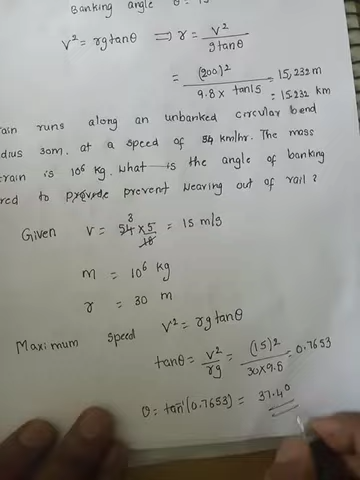 Banking angle θ = 15
V² = rg tanθ ⟹ r = V² / g tanθ
= (200)² / 9.8 × tan15 = 15,232 m
= 15.232 km
rain runs along an unbanked circular bend
dius 30m. at a speed of 54 km/hr. The mass
train is 10⁶ kg. What is the angle of banking
red to provide prevent wearing out of rail?
Given V = 54 3 × 5 / 18 = 15 m/s
m = 10⁶ kg
r = 30 m
Maximum speed V² = rg tanθ
tanθ = V² / rg = (15)² / 30×9.8 = 0.7653
θ = tan⁻¹(0.7653) = 37.4°